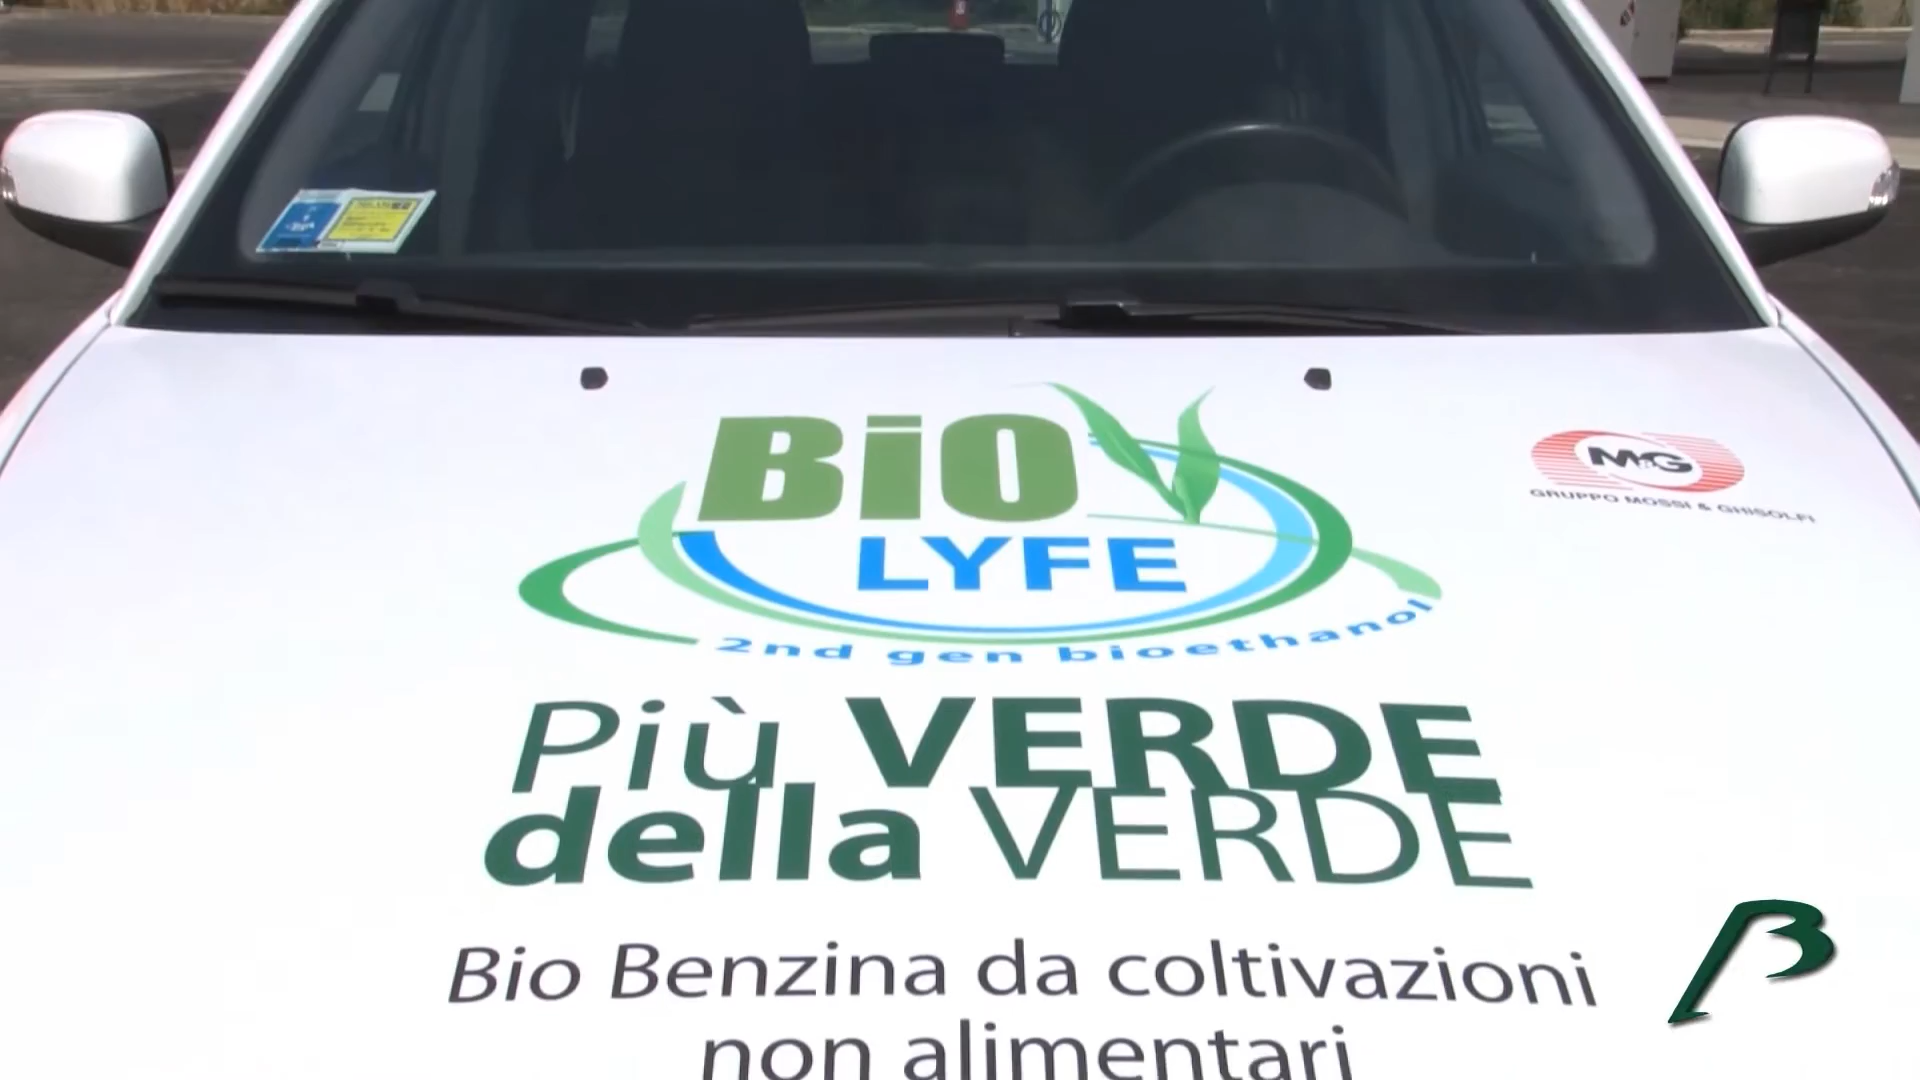 BiO
LYFE
2nd gen bioethanol
M&G
GRUPPO MOSSI & GHISOLFI
Più VERDE
della VERDE
Bio Benzina da coltivazioni
non alimentari